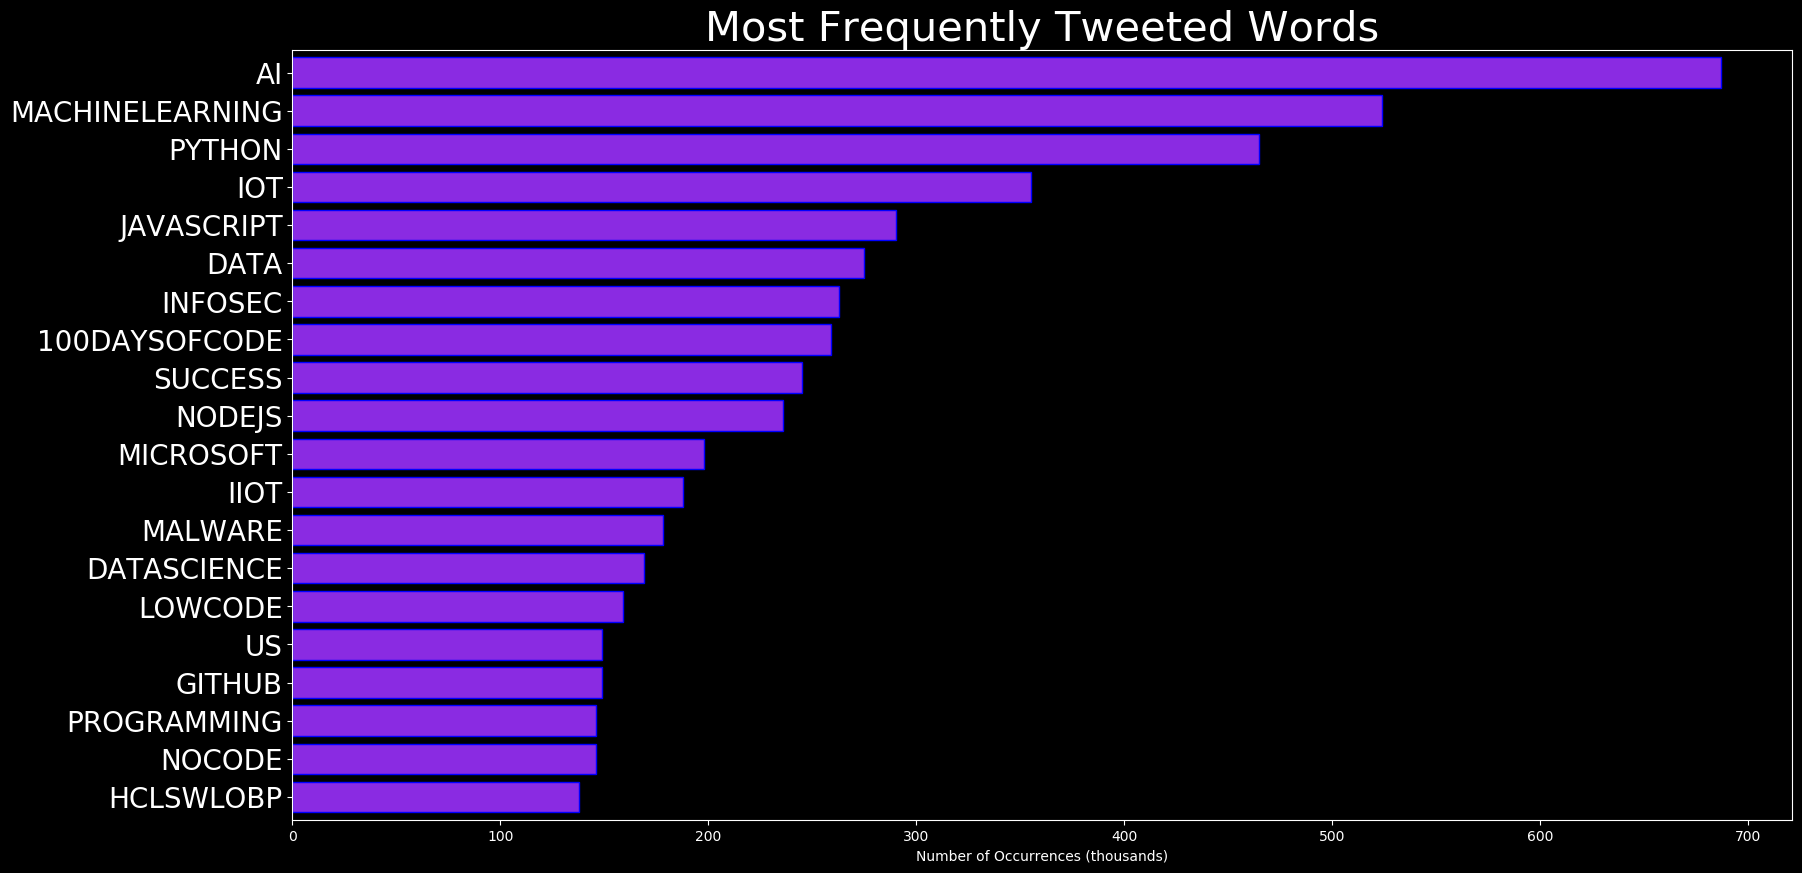 Most Frequently Tweeted Words
AI
MACHINELEARNING
PYTHON
IOT
JAVASCRIPT
DATA
INFOSEC
100DAYSOFCODE
SUCCESS
NODEJS
MICROSOFT
IIOT
MALWARE
DATASCIENCE
LOWCODE
US
GITHUB
PROGRAMMING
NOCODE
HCLSWLOBP
0 100 200 300 400 500 600 700
Number of Occurrences (thousands)